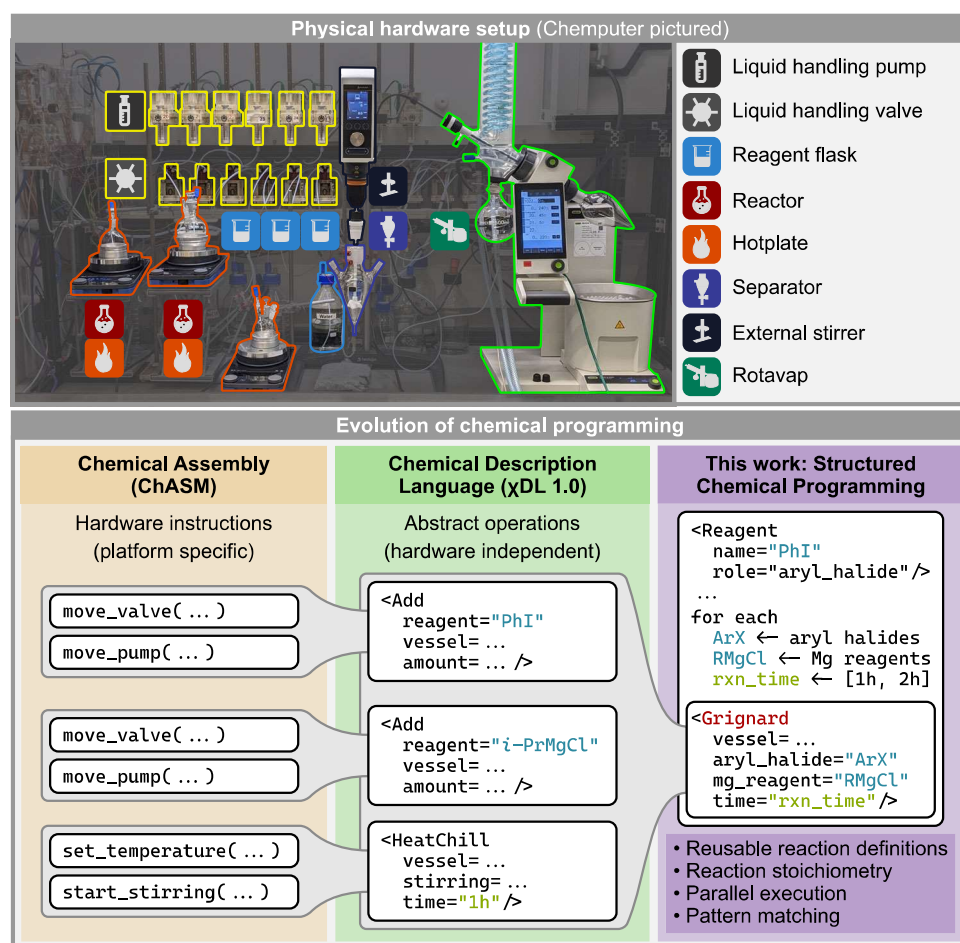 Physical hardware setup (Chemputer pictured)
Liquid handling pump
Liquid handling valve
Reagent flask
Reactor
Hotplate
Separator
External stirrer
Rotavap
Water
Evolution of chemical programming
Chemical Assembly
(ChASM)
Hardware instructions
(platform specific)
move_valve( ... )
move_pump( ... )
move_valve( ... )
move_pump( ... )
set_temperature( ... )
start_stirring( ... )
Chemical Description
Language (χDL 1.0)
Abstract operations
(hardware independent)
<Add
reagent="PhI"
vessel= ...
amount= ... />
<Add
reagent="i-PrMgCl"
vessel= ...
amount= ... />
<HeatChill
vessel= ...
stirring= ...
time="1h"/>
This work: Structured
Chemical Programming
<Reagent
name="PhI"
role="aryl_halide"/>
...
for each
ArX ← aryl halides
RMgCl ← Mg reagents
rxn_time ← [1h, 2h]
<Grignard
vessel= ...
aryl_halide="ArX"
mg_reagent="RMgCl"
time="rxn_time"/>
• Reusable reaction definitions
• Reaction stoichiometry
• Parallel execution
• Pattern matching